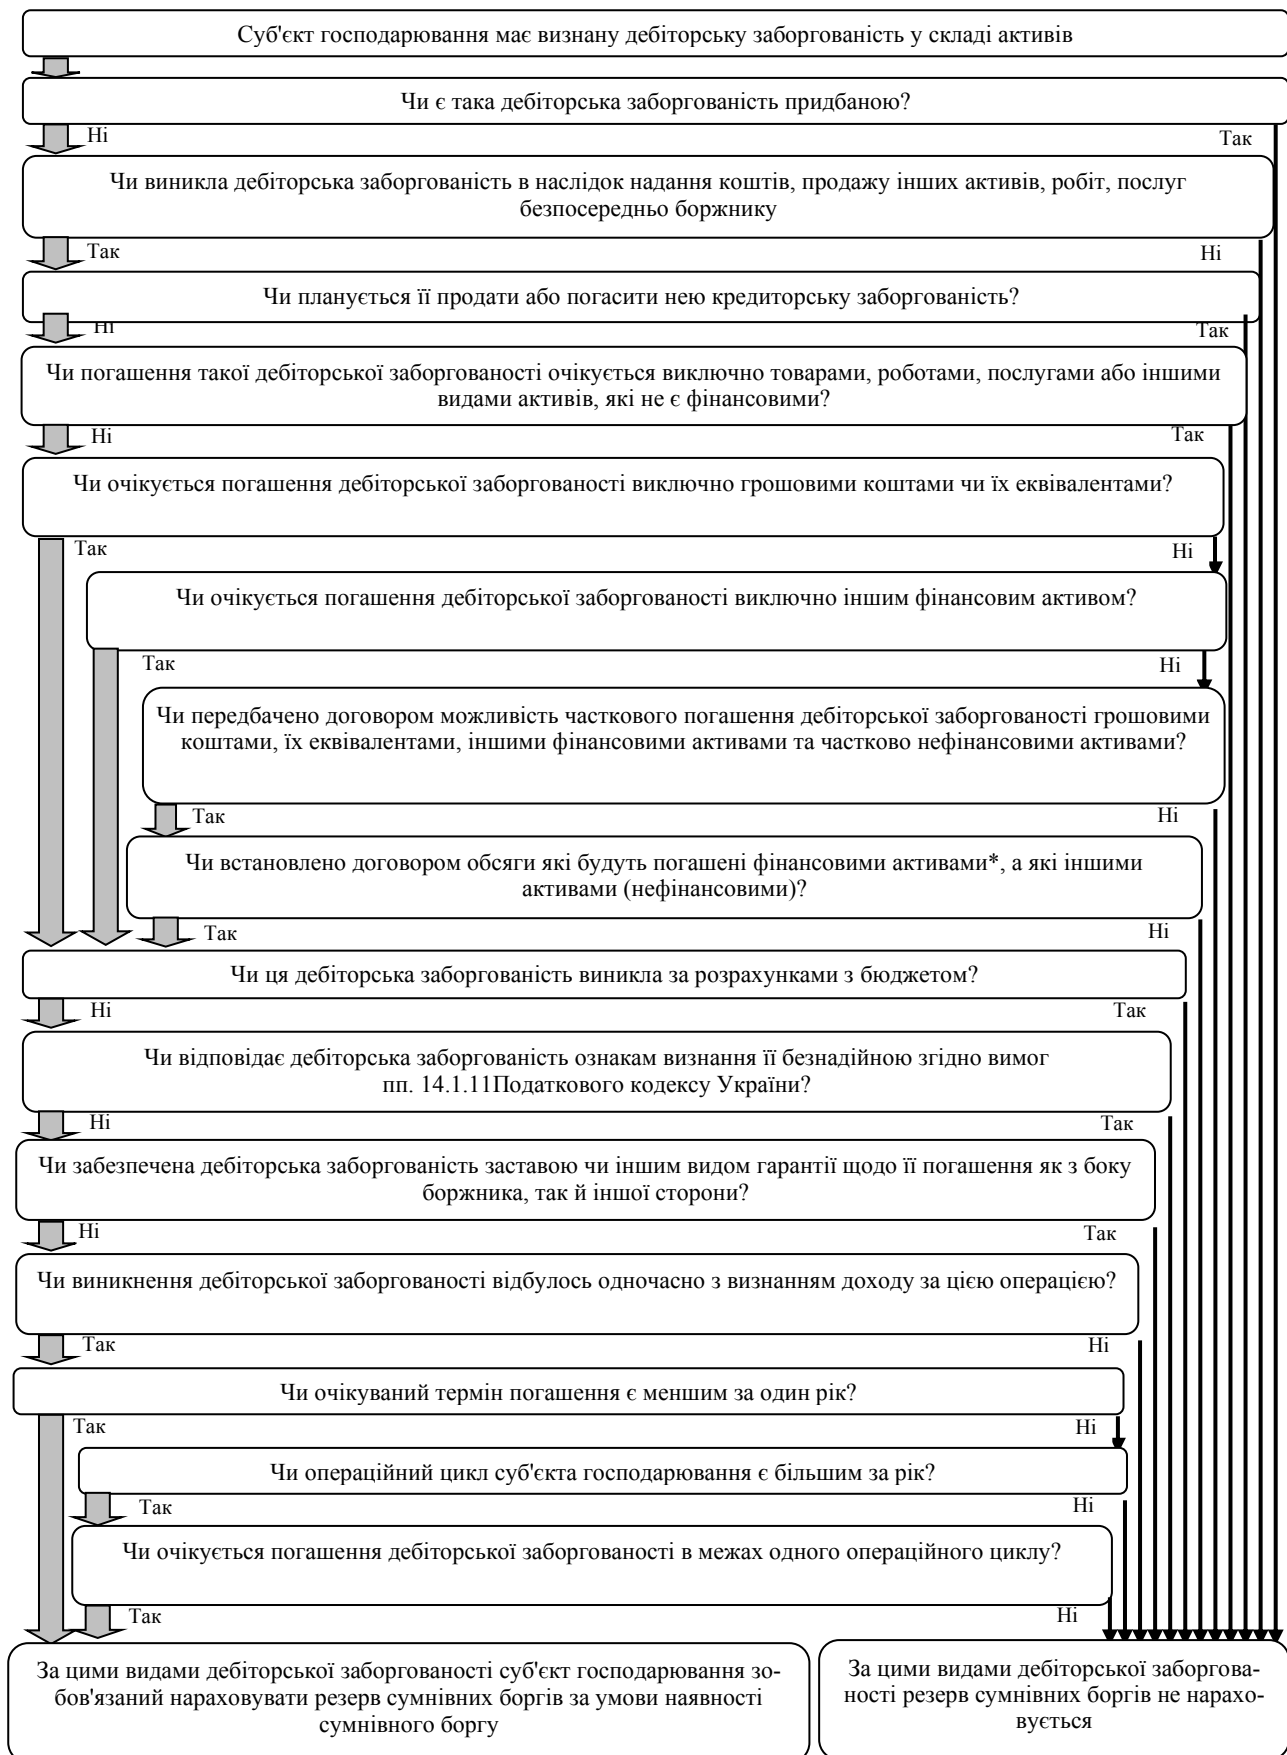 Суб'єкт господарювання має визнану дебіторську заборгованість у складі активів
Чи є така дебіторська заборгованість придбаною?
Ні
Так
Чи виникла дебіторська заборгованість в наслідок надання коштів, продажу інших активів, робіт, послуг
безпосередньо боржнику
Так
Ні
Чи планується її продати або погасити нею кредиторську заборгованість?
Ні
Так
Чи погашення такої дебіторської заборгованості очікується виключно товарами, роботами, послугами або іншими
видами активів, які не є фінансовими?
Ні
Так
Чи очікується погашення дебіторської заборгованості виключно грошовими коштами чи їх еквівалентами?
Так
Ні
Чи очікується погашення дебіторської заборгованості виключно іншим фінансовим активом?
Так
Ні
Чи передбачено договором можливість часткового погашення дебіторської заборгованості грошовими
коштами, їх еквівалентами, іншими фінансовими активами та частково нефінансовими активами?
Так
Ні
Чи встановлено договором обсяги які будуть погашені фінансовими активами*, а які іншими
активами (нефінансовими)?
Так
Ні
Чи ця дебіторська заборгованість виникла за розрахунками з бюджетом?
Ні
Так
Чи відповідає дебіторська заборгованість ознакам визнання її безнадійною згідно вимог
пп. 14.1.11Податкового кодексу України?
Ні
Так
Чи забезпечена дебіторська заборгованість заставою чи іншим видом гарантії щодо її погашення як з боку
боржника, так й іншої сторони?
Ні
Так
Чи виникнення дебіторської заборгованості відбулось одночасно з визнанням доходу за цією операцією?
Так
Ні
Чи очікуваний термін погашення є меншим за один рік?
Так
Ні
Чи операційний цикл суб'єкта господарювання є більшим за рік?
Так
Ні
Чи очікується погашення дебіторської заборгованості в межах одного операційного циклу?
Так
Ні
За цими видами дебіторської заборгованості суб'єкт господарювання зо-
бов'язаний нараховувати резерв сумнівних боргів за умови наявності
сумнівного боргу
За цими видами дебіторської заборгова-
ності резерв сумнівних боргів не нарахо-
вується